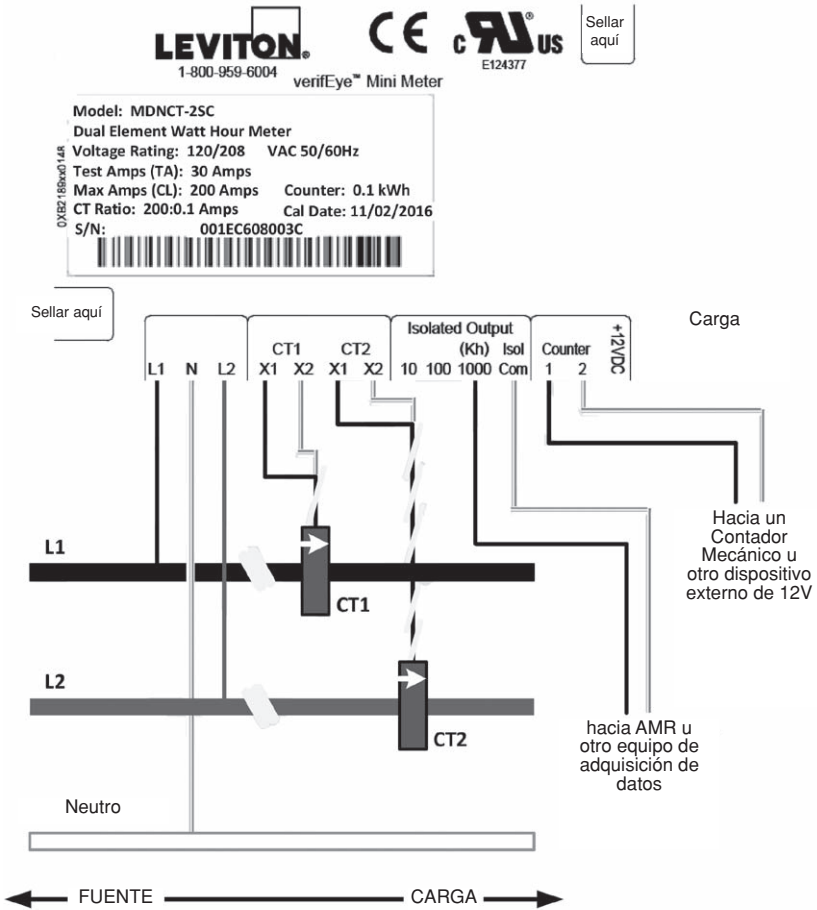 LEVITON®
1-800-959-6004
verifEye™ Mini Meter
CE
c RU US
E124377
Sellar
aquí
Model: MDNCT-2SC
Dual Element Watt Hour Meter
Voltage Rating: 120/208 VAC 50/60Hz
Test Amps (TA): 30 Amps
Max Amps (CL): 200 Amps Counter: 0.1 kWh
CT Ratio: 200:0.1 Amps Cal Date: 11/02/2016
S/N: 001EC608003C
0XB2189xx0148
Sellar aquí
Carga
Isolated Output
CT1 CT2 (Kh) Isol Counter +12VDC
L1 N L2 X1 X2 X1 X2 10 100 1000 Com 1 2
Hacia un
Contador
Mecánico u
otro dispositivo
externo de 12V
L1
CT1
L2
CT2
hacia AMR u
otro equipo de
adquisición de
datos
Neutro
FUENTE CARGA